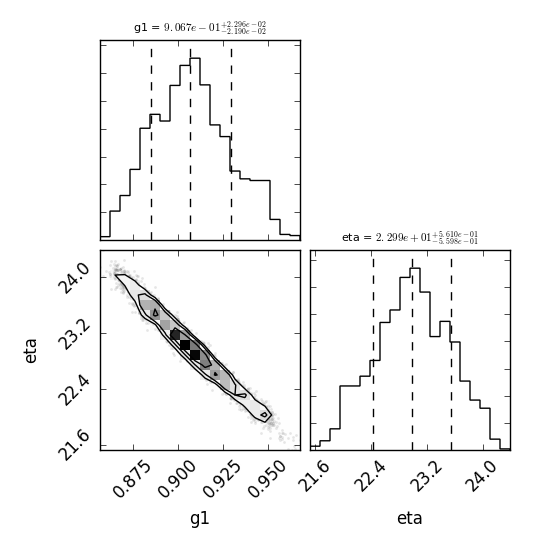 g1 = 9.067e − 01+2.296e−02−2.190e−02
eta = 2.299e + 01+5.610e−01−5.598e−01
24.0
23.2
22.4
21.6
eta
0.875
0.900
0.925
0.950
g1
21.6
22.4
23.2
24.0
eta